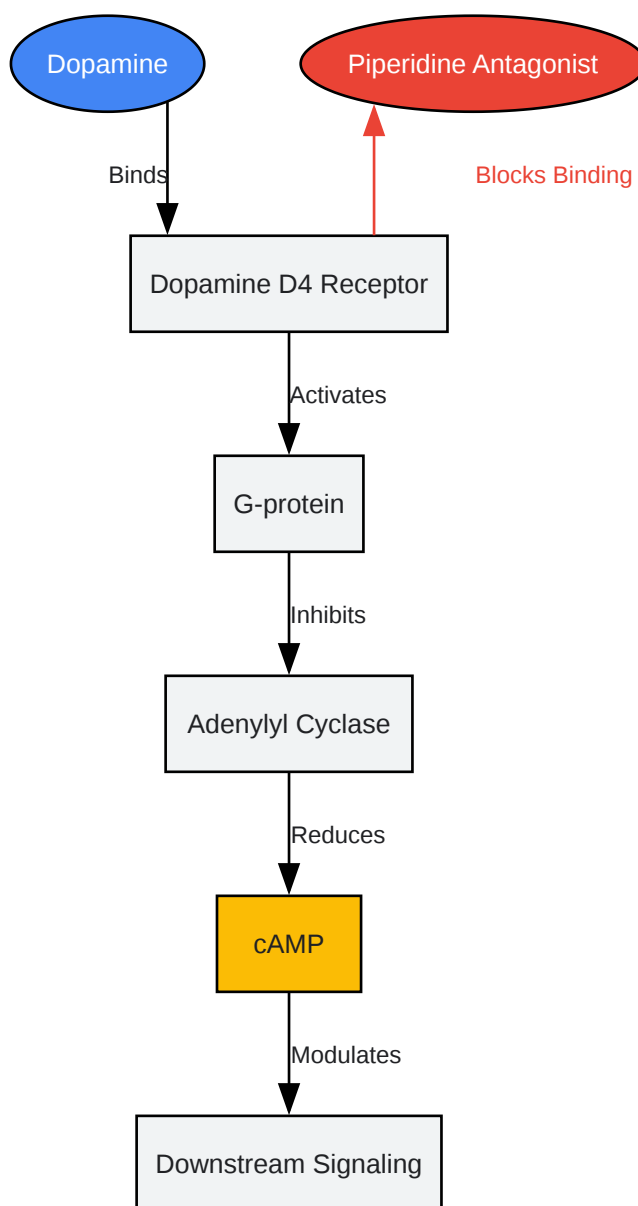 Dopamine
Piperidine Antagonist
Binds
Blocks Binding
Dopamine D4 Receptor
Activates
G-protein
Inhibits
Adenylyl Cyclase
Reduces
cAMP
Modulates
Downstream Signaling